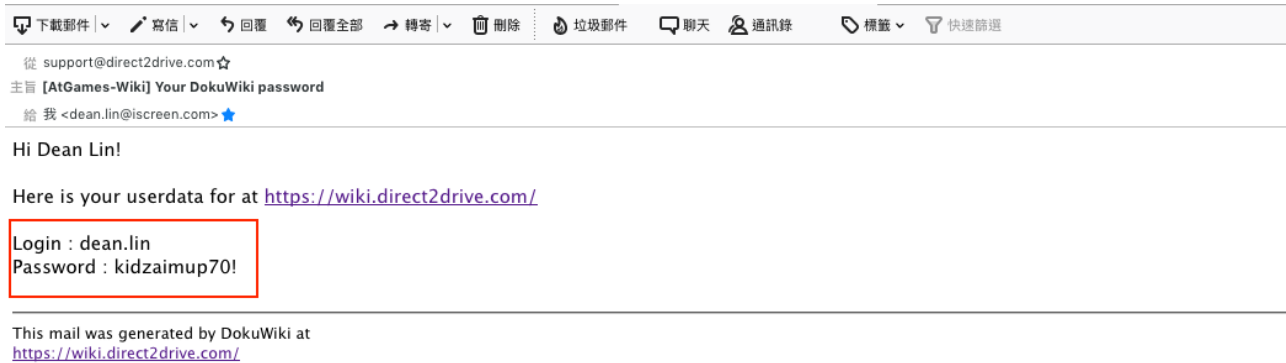 下載郵件 寫信 回覆 回覆全部 轉寄 刪除 垃圾郵件 聊天 通訊錄 標籤 快速篩選
從 support@direct2drive.com
主旨 [AtGames-Wiki] Your DokuWiki password
給 我 <dean.lin@iscreen.com>
Hi Dean Lin!
Here is your userdata for at https://wiki.direct2drive.com/
Login : dean.lin
Password : kidzaimup70!
This mail was generated by DokuWiki at
https://wiki.direct2drive.com/